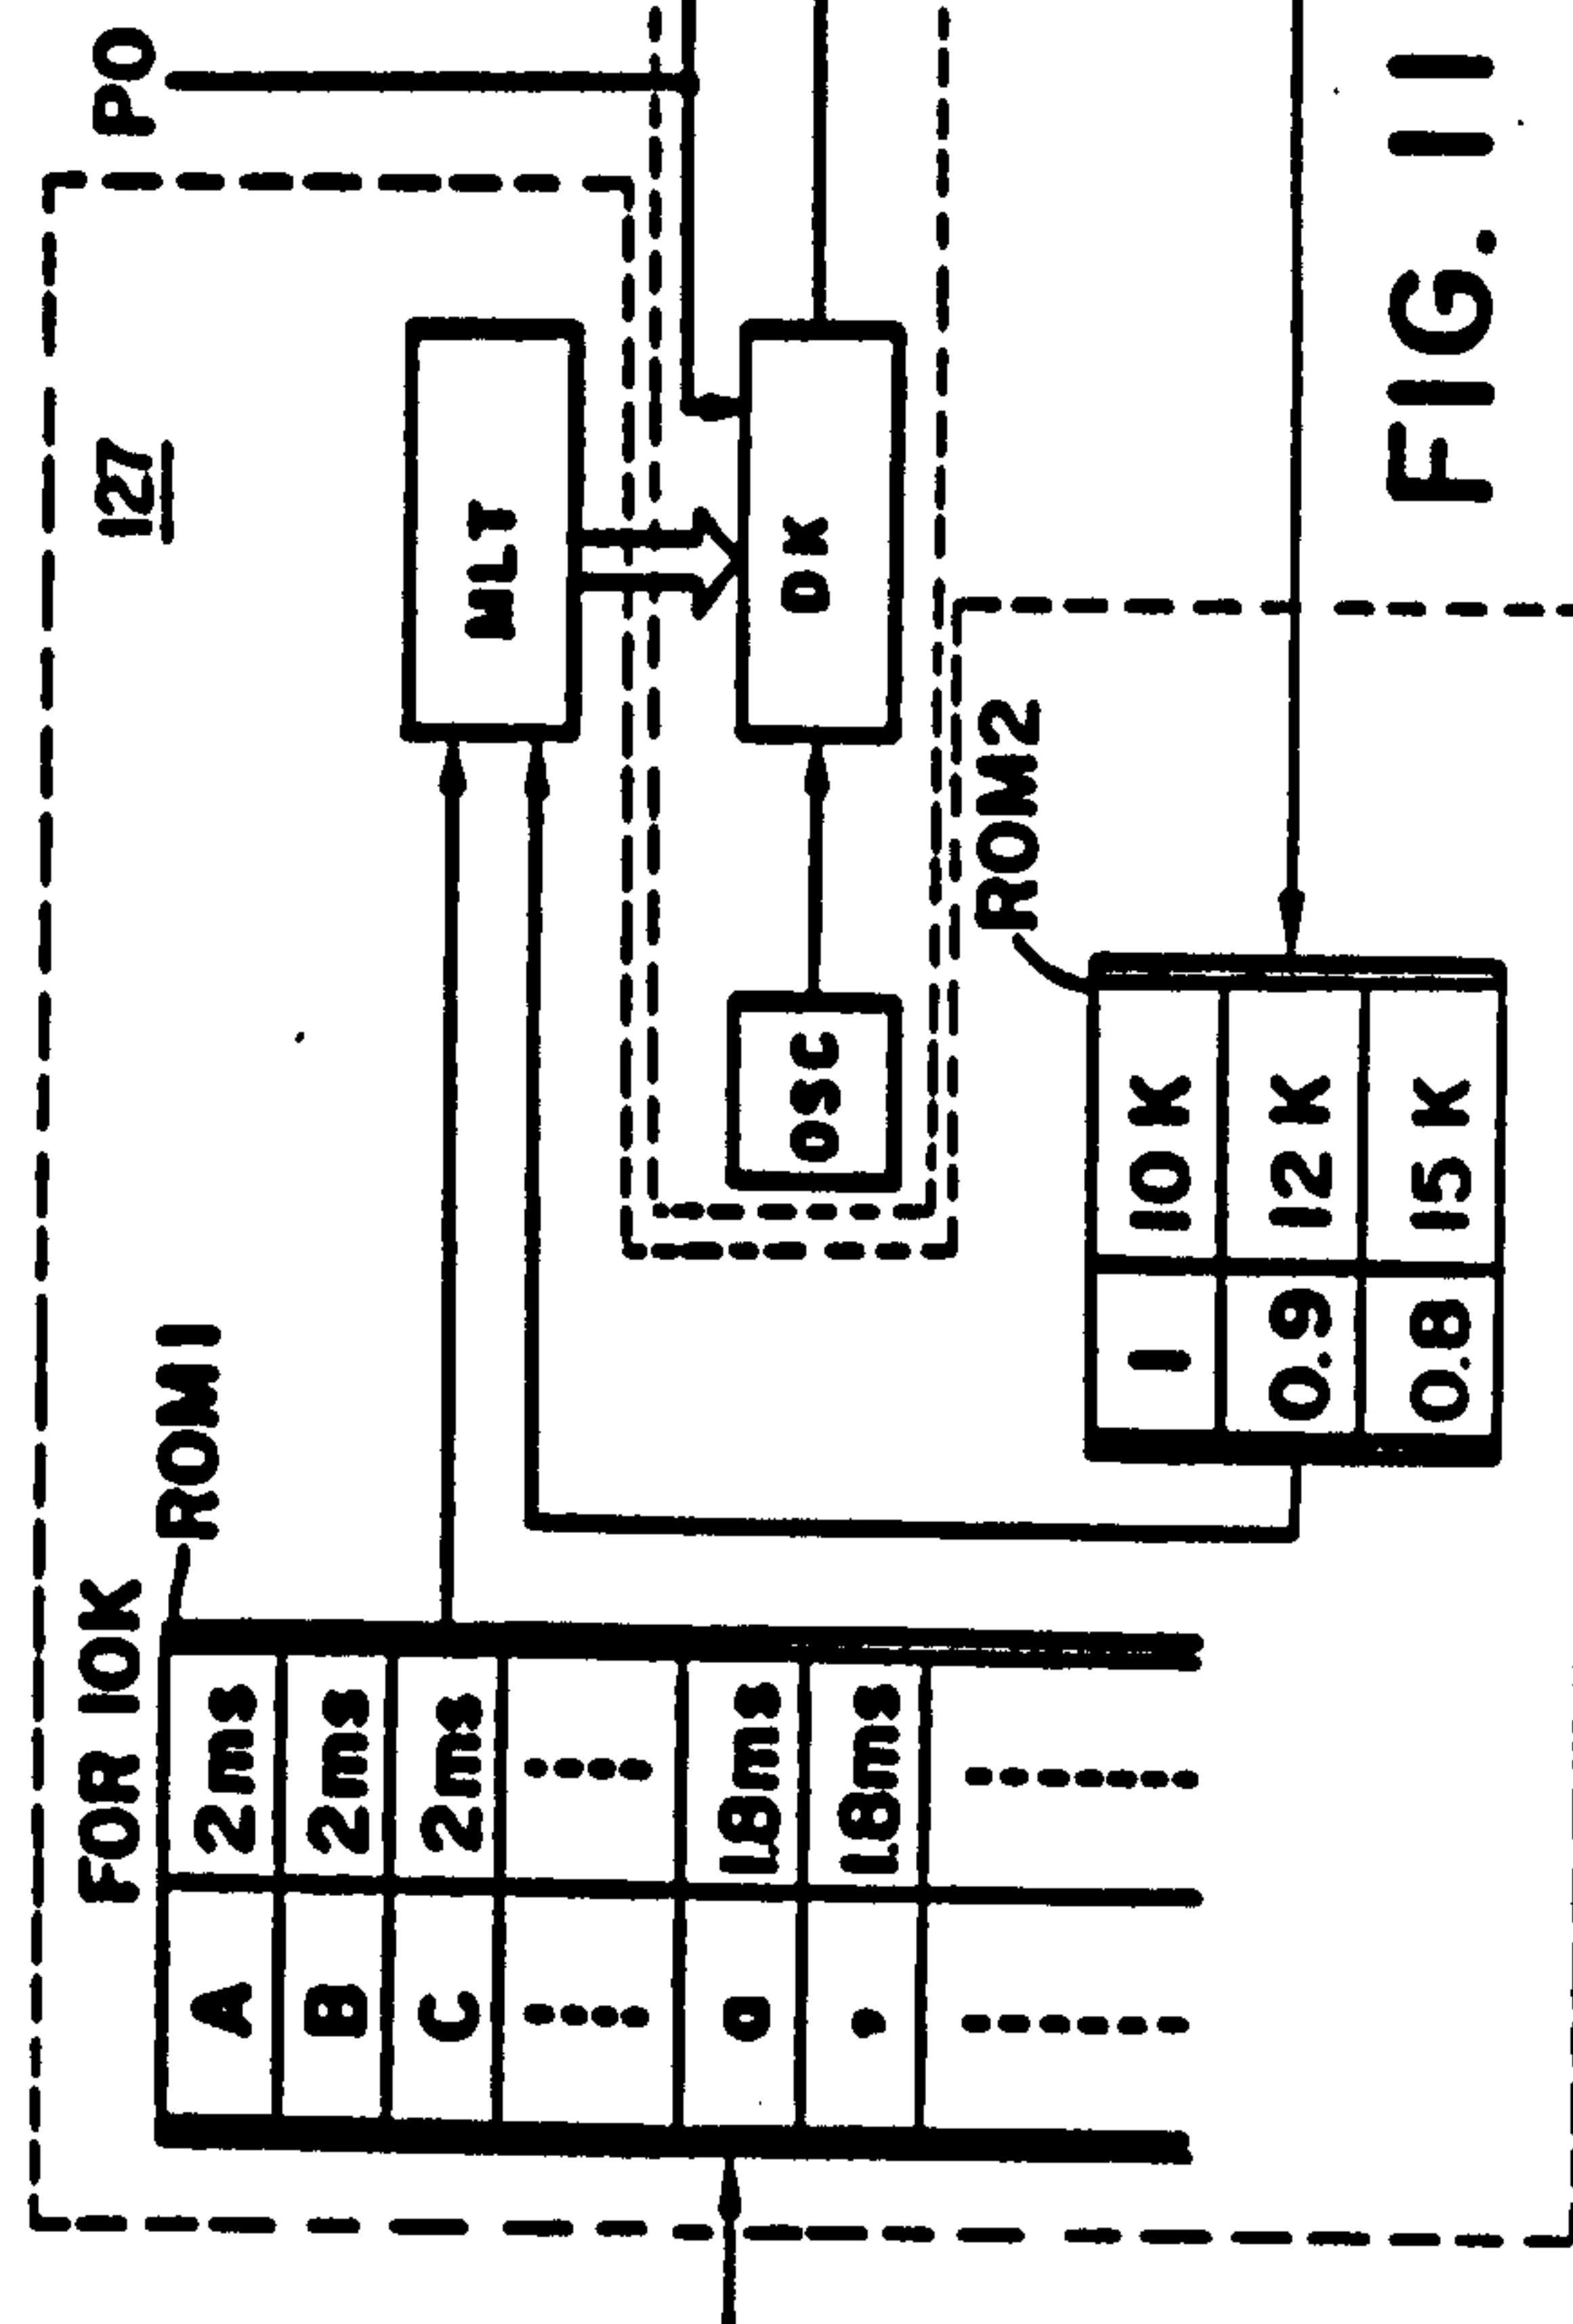 FOR 10K
ROM1
127
PO
A 2ms
B 2ms
C 2ms
o 1.8ms
, 1.8ms
MLT
OSC
DK
ROM2
1 10K
0.9 12K
0.8 15K
FIG. 11